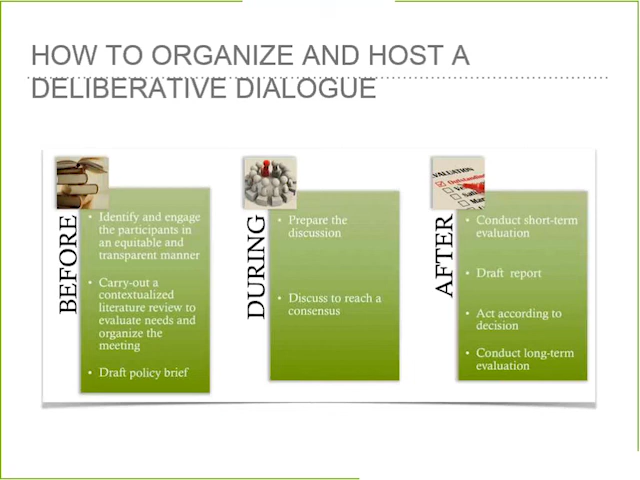 HOW TO ORGANIZE AND HOST A
DELIBERATIVE DIALOGUE
BEFORE
• Identify and engage
the participants in
an equitable and
transparent manner
• Carry-out a
contextualized
literature review to
evaluate needs and
organize the
meeting
• Draft policy brief
DURING
• Prepare the
discussion
• Discuss to reach a
consensus
AFTER
• Conduct short-term
evaluation
• Draft report
• Act according to
decision
• Conduct long-term
evaluation